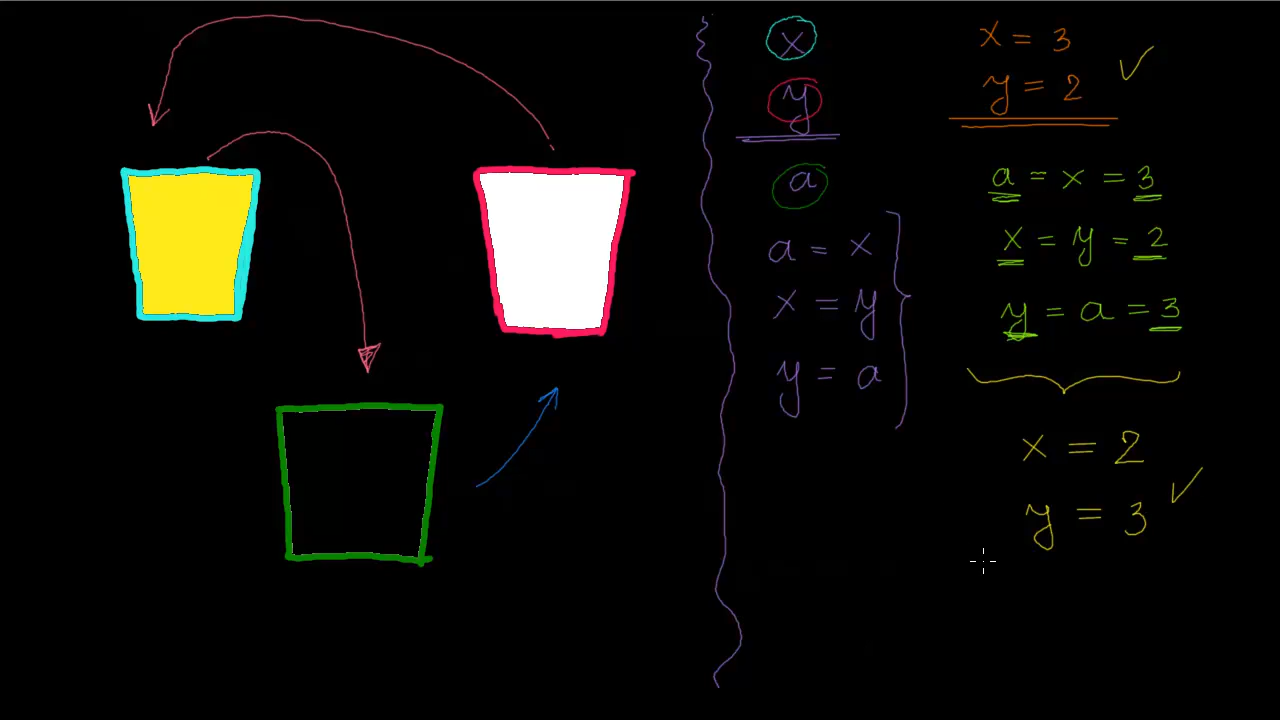 x
y
a
a = x
x = y
y = a
x = 3
y = 2
a = x = 3
x = y = 2
y = a = 3
x = 2
y = 3